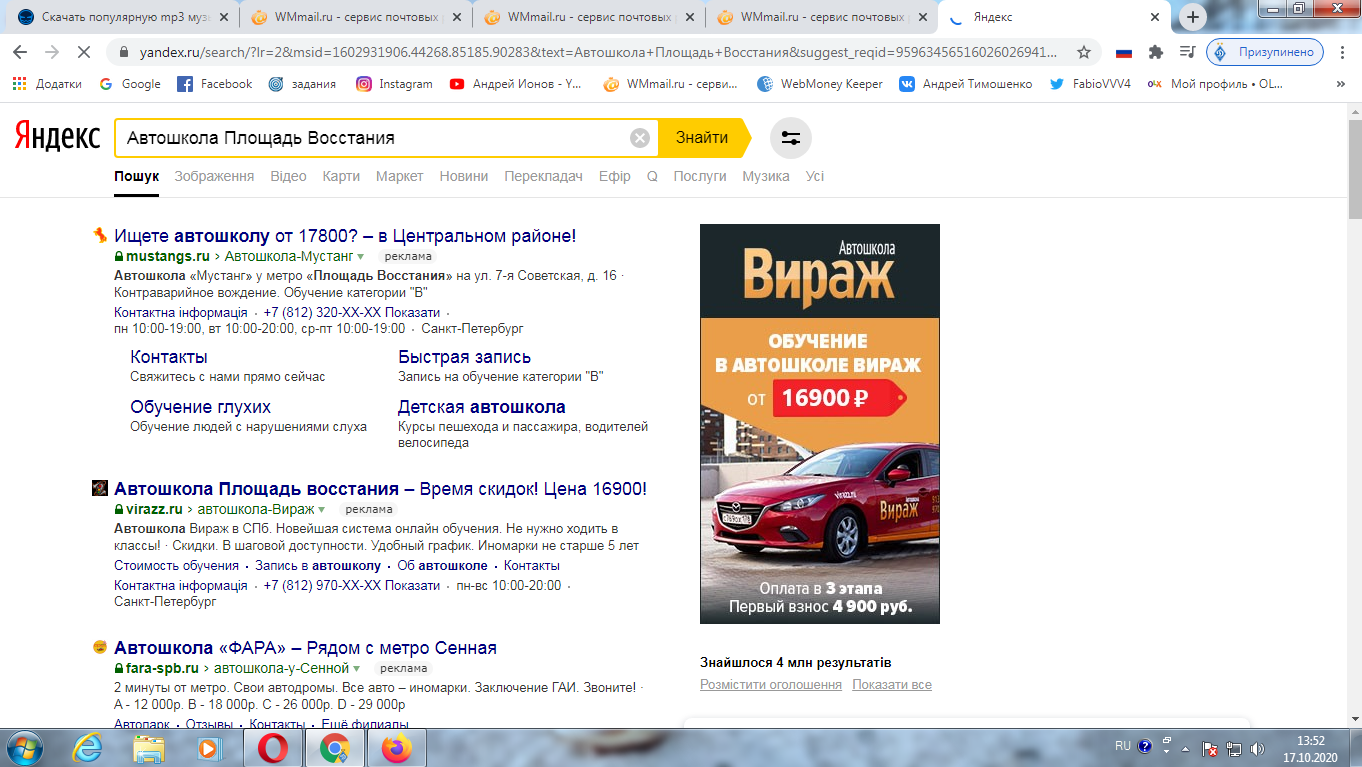 Скачать популярную mp3 муз
WMmail.ru - сервис почтовых
WMmail.ru - сервис почтовых
WMmail.ru - сервис почтовых
Яндекс
yandex.ru/search/?lr=2&msid=1602931906.44268.85185.90283&text=Автошкола+Площадь+Восстания&suggest_reqid=95963456516026026941...
Призупинено
Додатки
Google
Facebook
задания
Instagram
Андрей Ионов - Y...
WMmail.ru - серви...
WebMoney Keeper
Андрей Тимошенко
FabioVVV4
Мой профиль • OL...
Яндекс
Автошкола Площадь Восстания
Знайти
Пошук Зображення Відео Карти Маркет Новини Перекладач Ефір Q Послуги Музика Усі
Ищете автошколу от 17800? – в Центральном районе!
mustangs.ru › Автошкола-Мустанг реклама
Автошкола «Мустанг» у метро «Площадь Восстания» на ул. 7-я Советская, д. 16 ·
Контраварийное вождение. Обучение категории "B"
Контактна інформація · +7 (812) 320-XX-XX Показати ·
пн 10:00-19:00, вт 10:00-20:00, ср-пт 10:00-19:00 · Санкт-Петербург
Контакты
Свяжитесь с нами прямо сейчас
Быстрая запись
Запись на обучение категории "B"
Обучение глухих
Обучение людей с нарушениями слуха
Детская автошкола
Курсы пешехода и пассажира, водителей
велосипеда
Автошкола Площадь восстания – Время скидок! Цена 16900!
virazz.ru › автошкола-Вираж реклама
Автошкола Вираж в СПб. Новейшая система онлайн обучения. Не нужно ходить в
классы! · Скидки. В шаговой доступности. Удобный график. Иномарки не старше 5 лет
Стоимость обучения · Запись в автошколу · Об автошколе · Контакты
Контактна інформація · +7 (812) 970-XX-XX Показати · пн-вс 10:00-20:00 ·
Санкт-Петербург
Автошкола «ФАРА» – Рядом с метро Сенная
fara-spb.ru › автошкола-у-Сенной реклама
2 минуты от метро. Свои автодромы. Все авто – иномарки. Заключение ГАИ. Звоните! ·
A - 12 000р. B - 18 000р. C - 26 000р. D - 29 000р
Автопарк · Отзывы · Контакты · Ещё филиалы
Автошкола
Вираж
ОБУЧЕНИЕ
В АВТОШКОЛЕ ВИРАЖ
от 16900 ₽
virazz.ru
Автошкола
Вираж
Оплата в 3 этапа
Первый взнос 4 900 руб.
Знайшлося 4 млн результатів
Розмістити оголошення Показати все
RU
13:52
17.10.2020